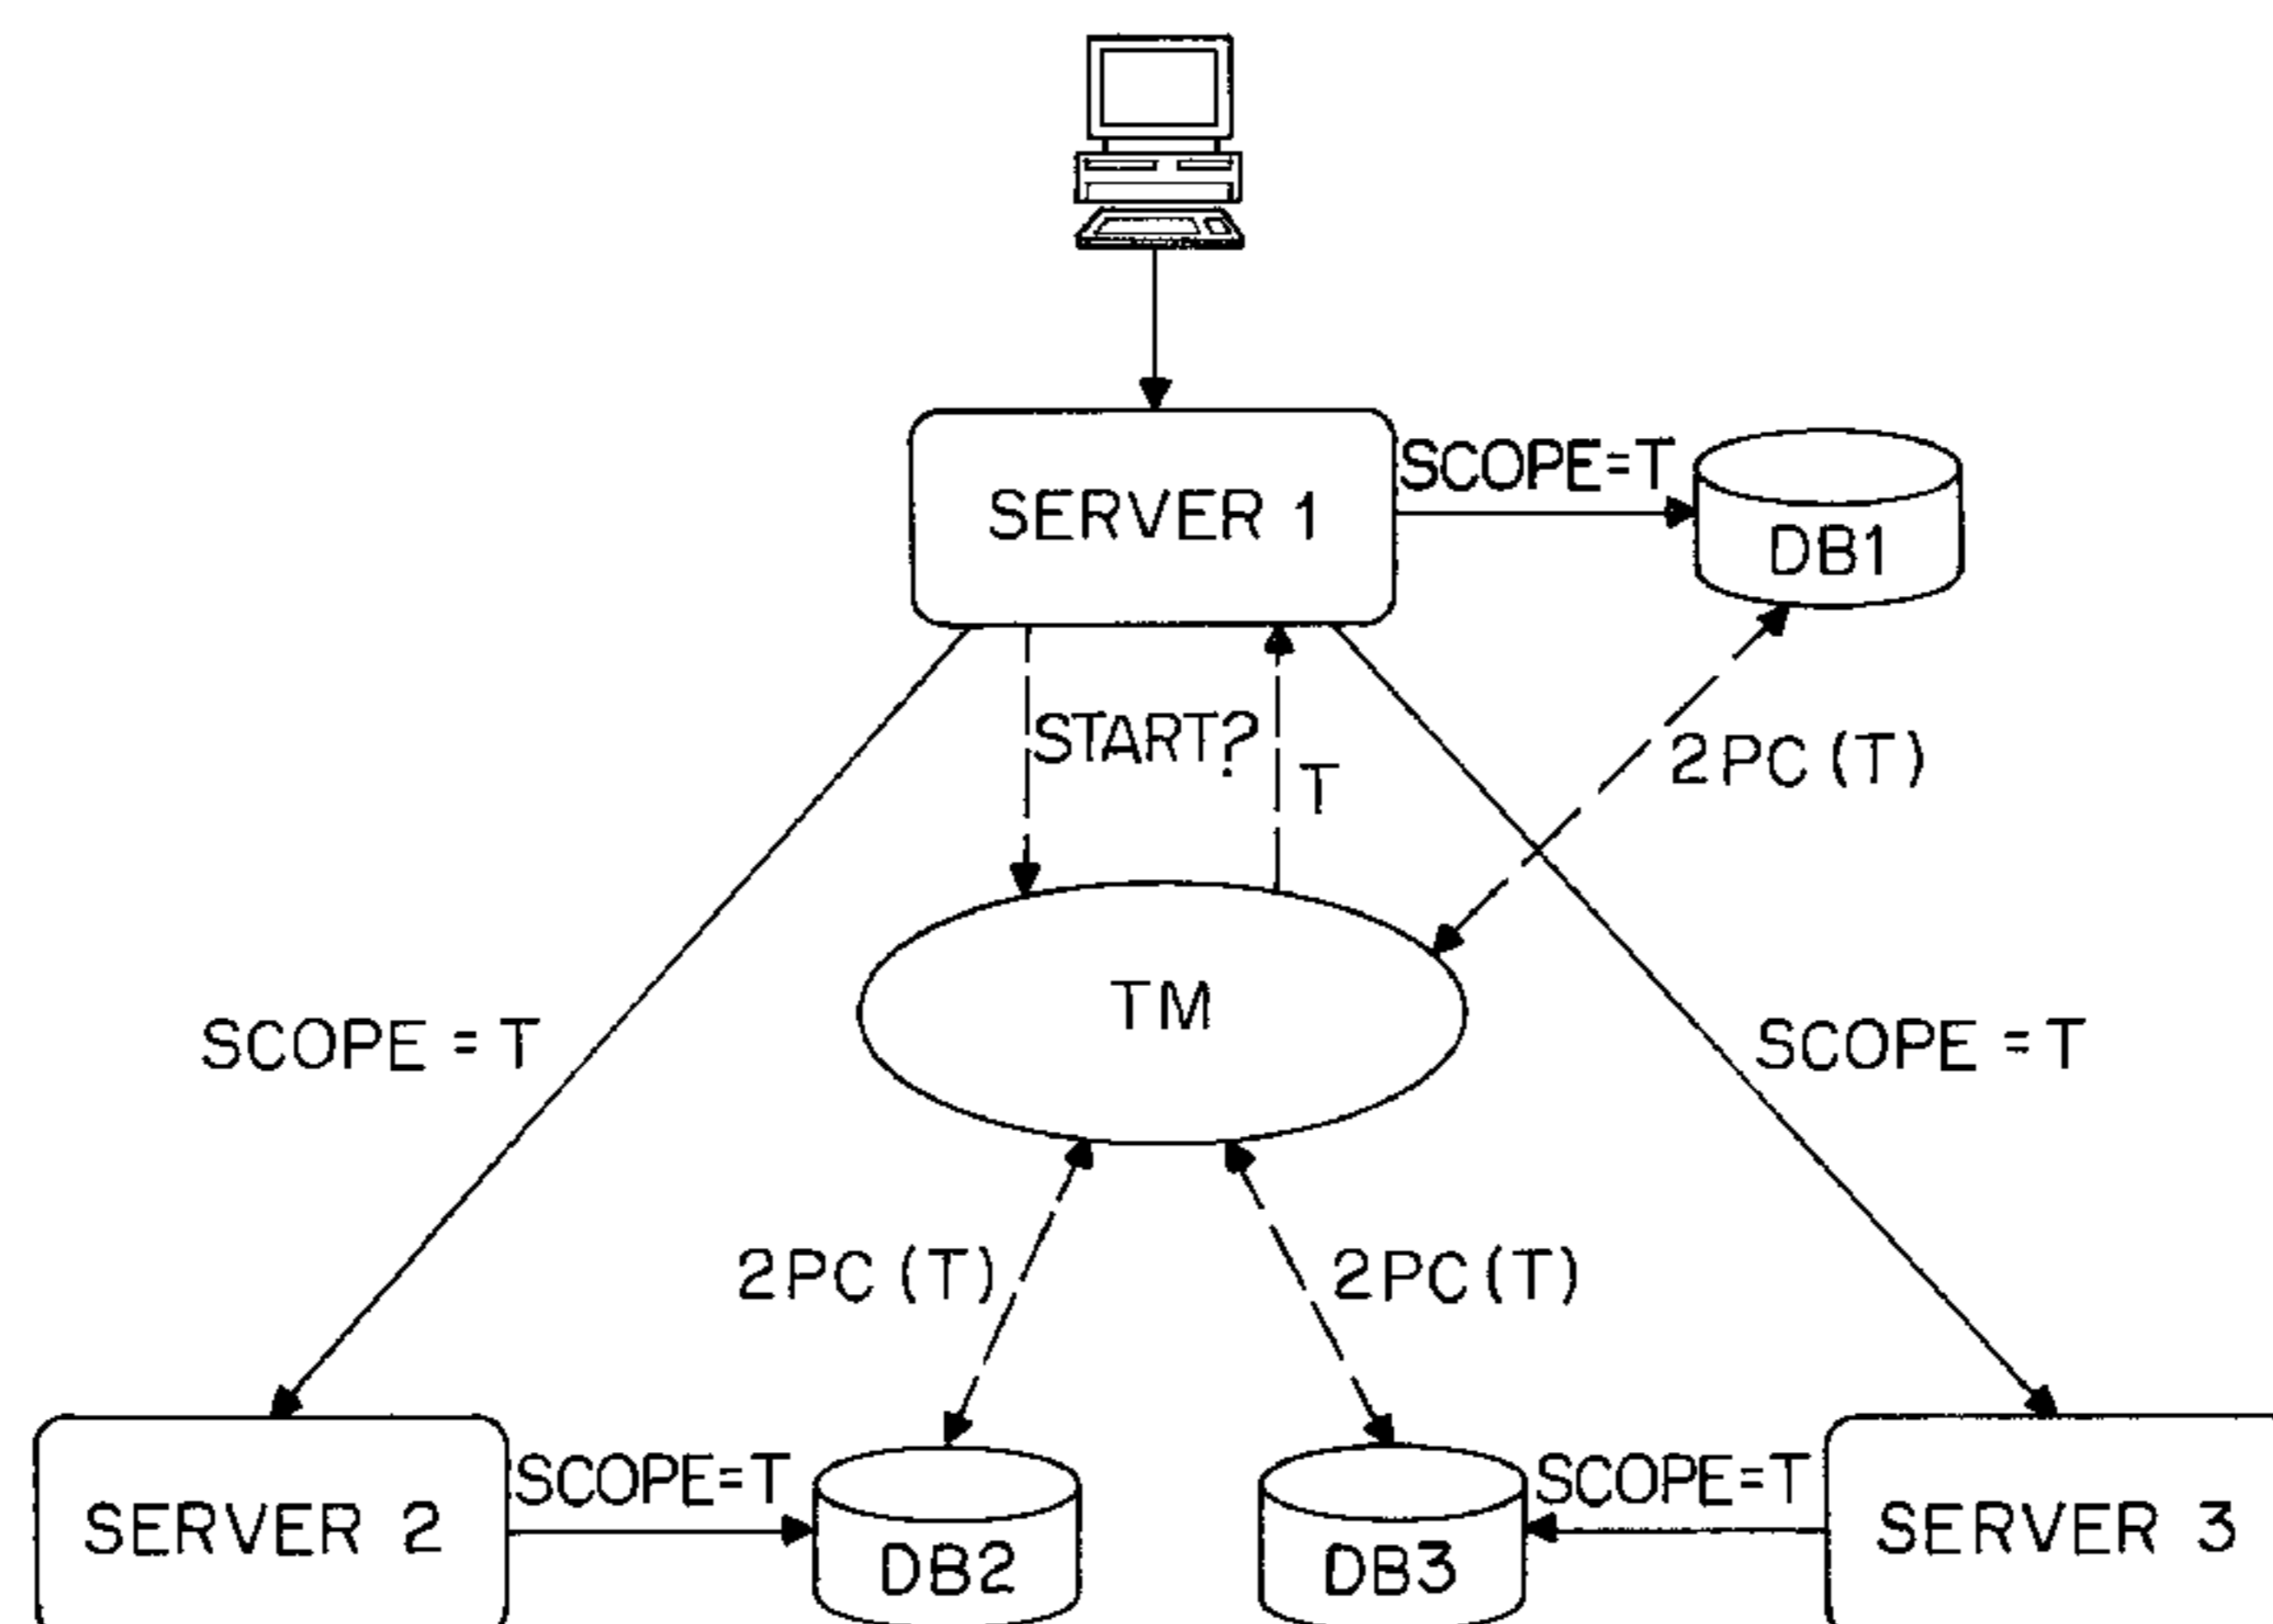 SCOPE=T
SERVER 1
DB1
START?
T
2PC (T)
TM
SCOPE = T
SCOPE = T
2PC (T)
2PC (T)
SCOPE=T
SCOPE=T
SERVER 2
DB2
DB3
SERVER 3